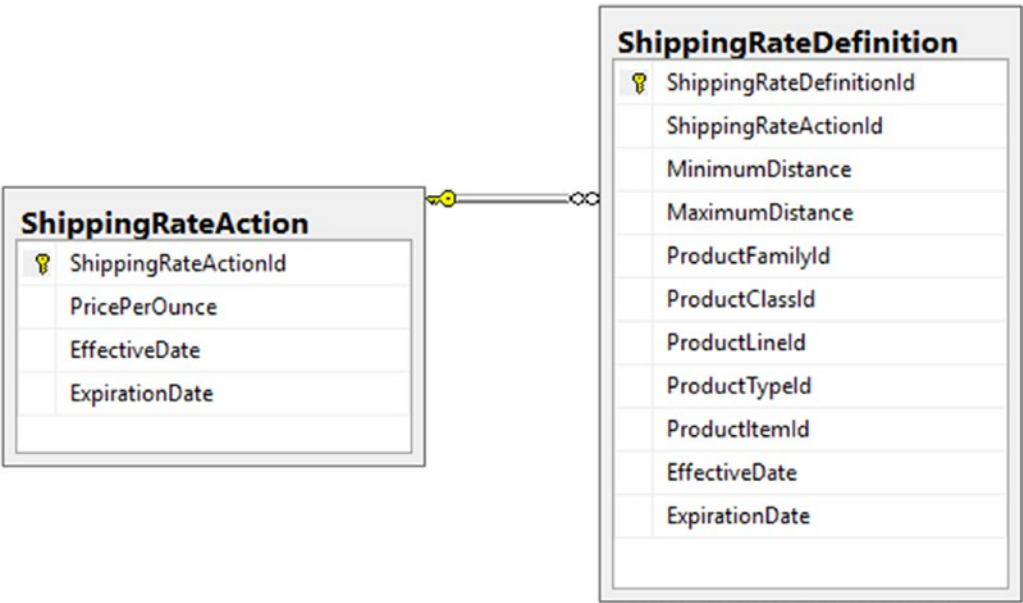 ShippingRateAction
ShippingRateActionId
PricePerOunce
EffectiveDate
ExpirationDate
ShippingRateDefinition
ShippingRateDefinitionId
ShippingRateActionId
MinimumDistance
MaximumDistance
ProductFamilyId
ProductClassId
ProductLineId
ProductTypeId
ProductItemId
EffectiveDate
ExpirationDate